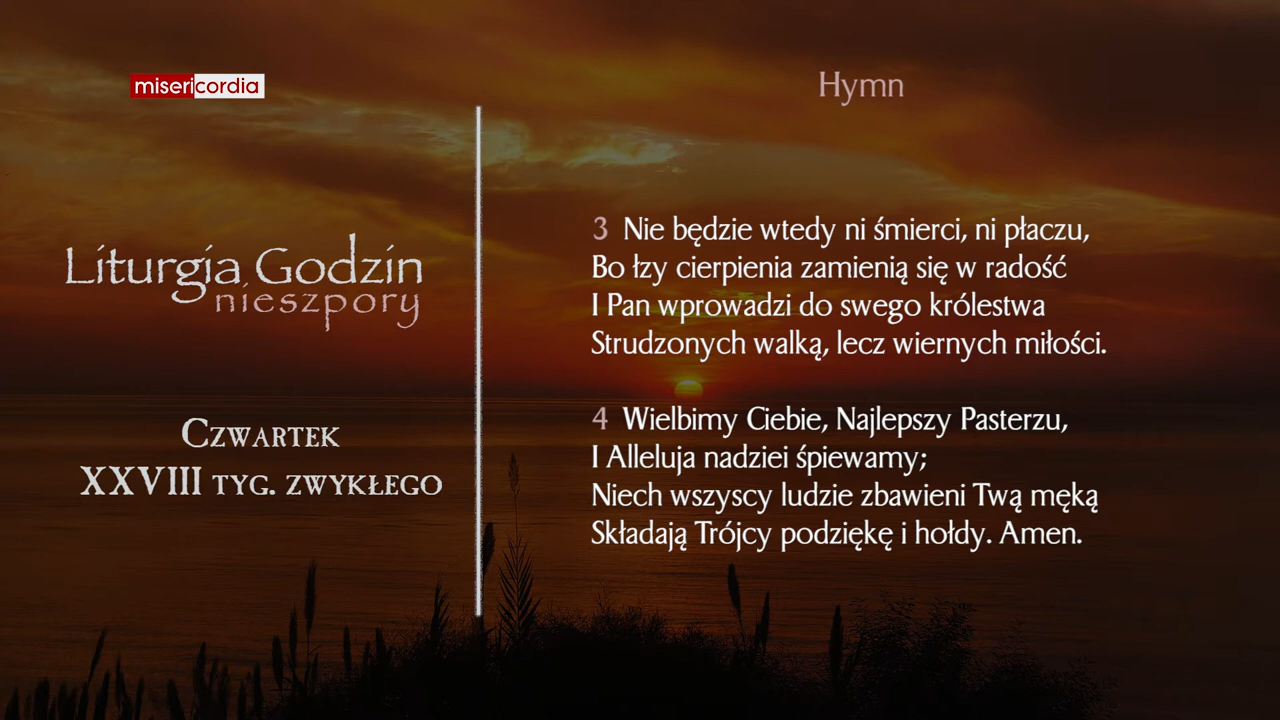 misericordia
Liturgia Godzin
nieszpory
Czwartek
XXVIII tyg. zwykłego
Hymn
3 Nie będzie wtedy ni śmierci, ni płaczu,
Bo łzy cierpienia zamienią się w radość
I Pan wprowadzi do swego królestwa
Strudzonych walką, lecz wiernych miłości.
4 Wielbimy Ciebie, Najlepszy Pasterzu,
I Alleluja nadziei śpiewamy;
Niech wszyscy ludzie zbawieni Twą męką
Składają Trójcy podziękę i hołdy. Amen.